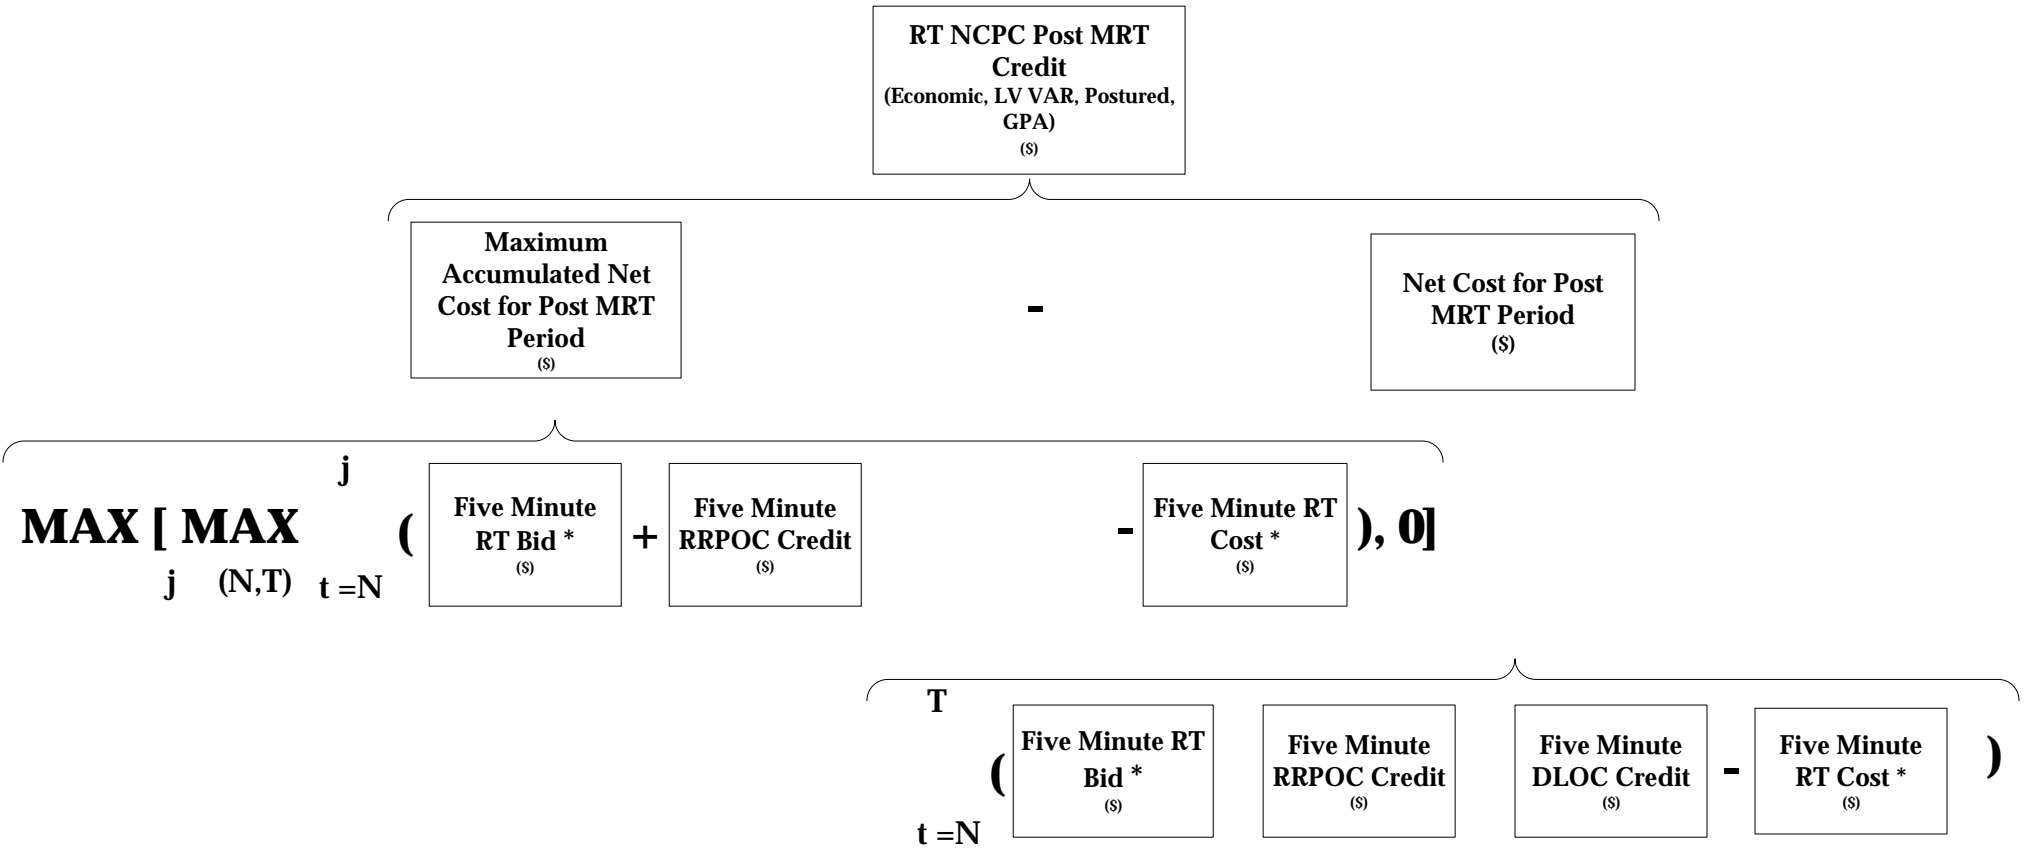 RT NCPC Post MRT
Credit
(Economic, LV VAR, Postured,
GPA)
($)
Maximum
Accumulated Net
Cost for Post MRT
Period
($)
-
Net Cost for Post
MRT Period
($)
MAX [ MAX
j (N,T)
j
t =N
(
Five Minute
RT Bid *
($)
+
Five Minute
RRPOC Credit
($)
-
Five Minute RT
Cost *
($)
), 0]
T
t =N
(
Five Minute RT
Bid *
($)
Five Minute
RRPOC Credit
($)
Five Minute
DLOC Credit
($)
-
Five Minute
RT Cost *
($)
)